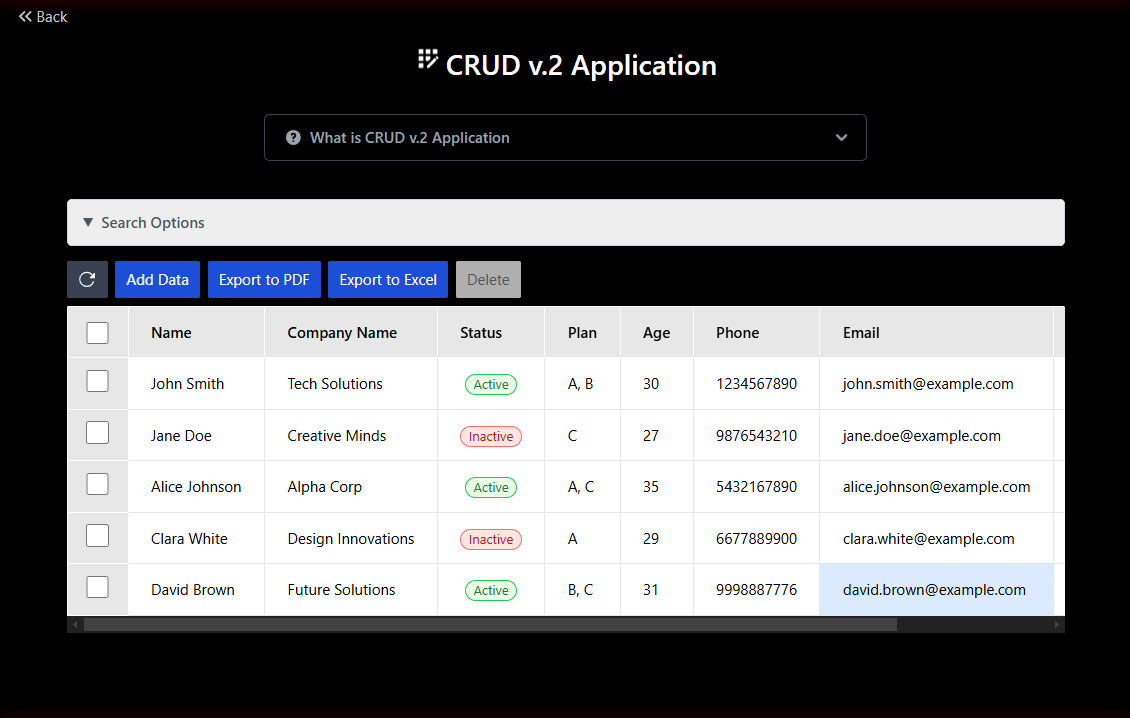 Back
CRUD v.2 Application
What is CRUD v.2 Application
Search Options
Add Data Export to PDF Export to Excel Delete
Name Company Name Status Plan Age Phone Email
John Smith Tech Solutions Active A, B 30 1234567890 john.smith@example.com
Jane Doe Creative Minds Inactive C 27 9876543210 jane.doe@example.com
Alice Johnson Alpha Corp Active A, C 35 5432167890 alice.johnson@example.com
Clara White Design Innovations Inactive A 29 6677889900 clara.white@example.com
David Brown Future Solutions Active B, C 31 9998887776 david.brown@example.com